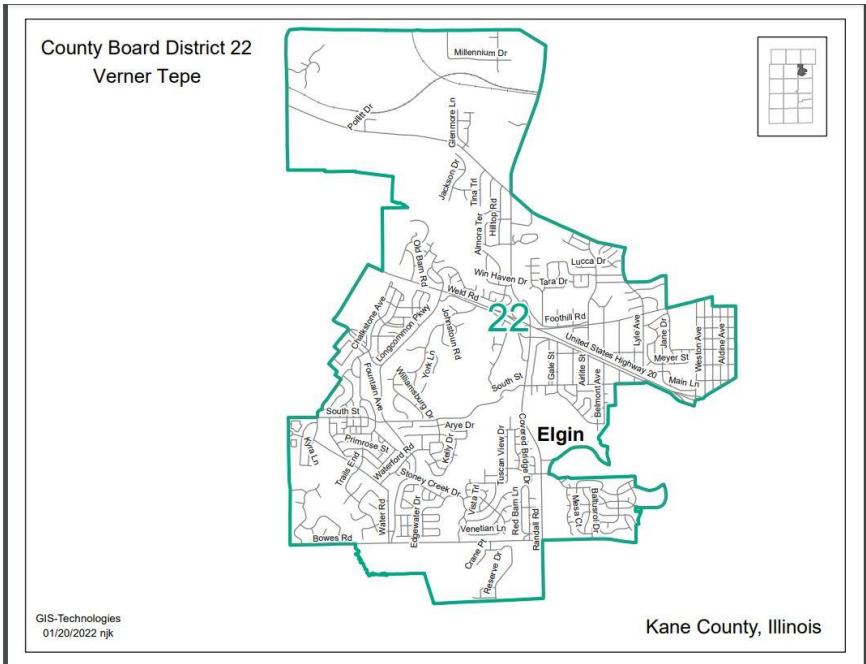 County Board District 22
Verner Tepe
Millennium Dr
Pollitt Dr
Glenmore Ln
Jackson Dr
Tina Trl
Hilltop Rd
Almora Ter
Old Barn Rd
Lucca Dr
Win Haven Dr
Tara Dr
Weld Rd
22
Foothill Rd
Chalkstone Ave
Longcommon Pkwy
Johnstoun Rd
York Ln
United States Highway 20
Lyle Ave
Jane Dr
Weston Ave
Aldine Ave
Meyer St
Main Ln
Gale St
Airlite St
Belmont Ave
Fountain Ave
Williamsburg Dr
South St
South St
Arye Dr
Elgin
Kyra Ln
Primrose St
Trails End
Waterford Rd
Kelly Dr
Tuscan View Dr
Covered Bridge Dr
Stoney Creek Dr
Vista Trl
Red Barn Ln
Mesa Ct
Baltusrol Dr
Water Rd
Edgewater Dr
Venetian Ln
Randall Rd
Bowes Rd
Crane Pt
Reserve Dr
GIS-Technologies
01/20/2022 njk
Kane County, Illinois